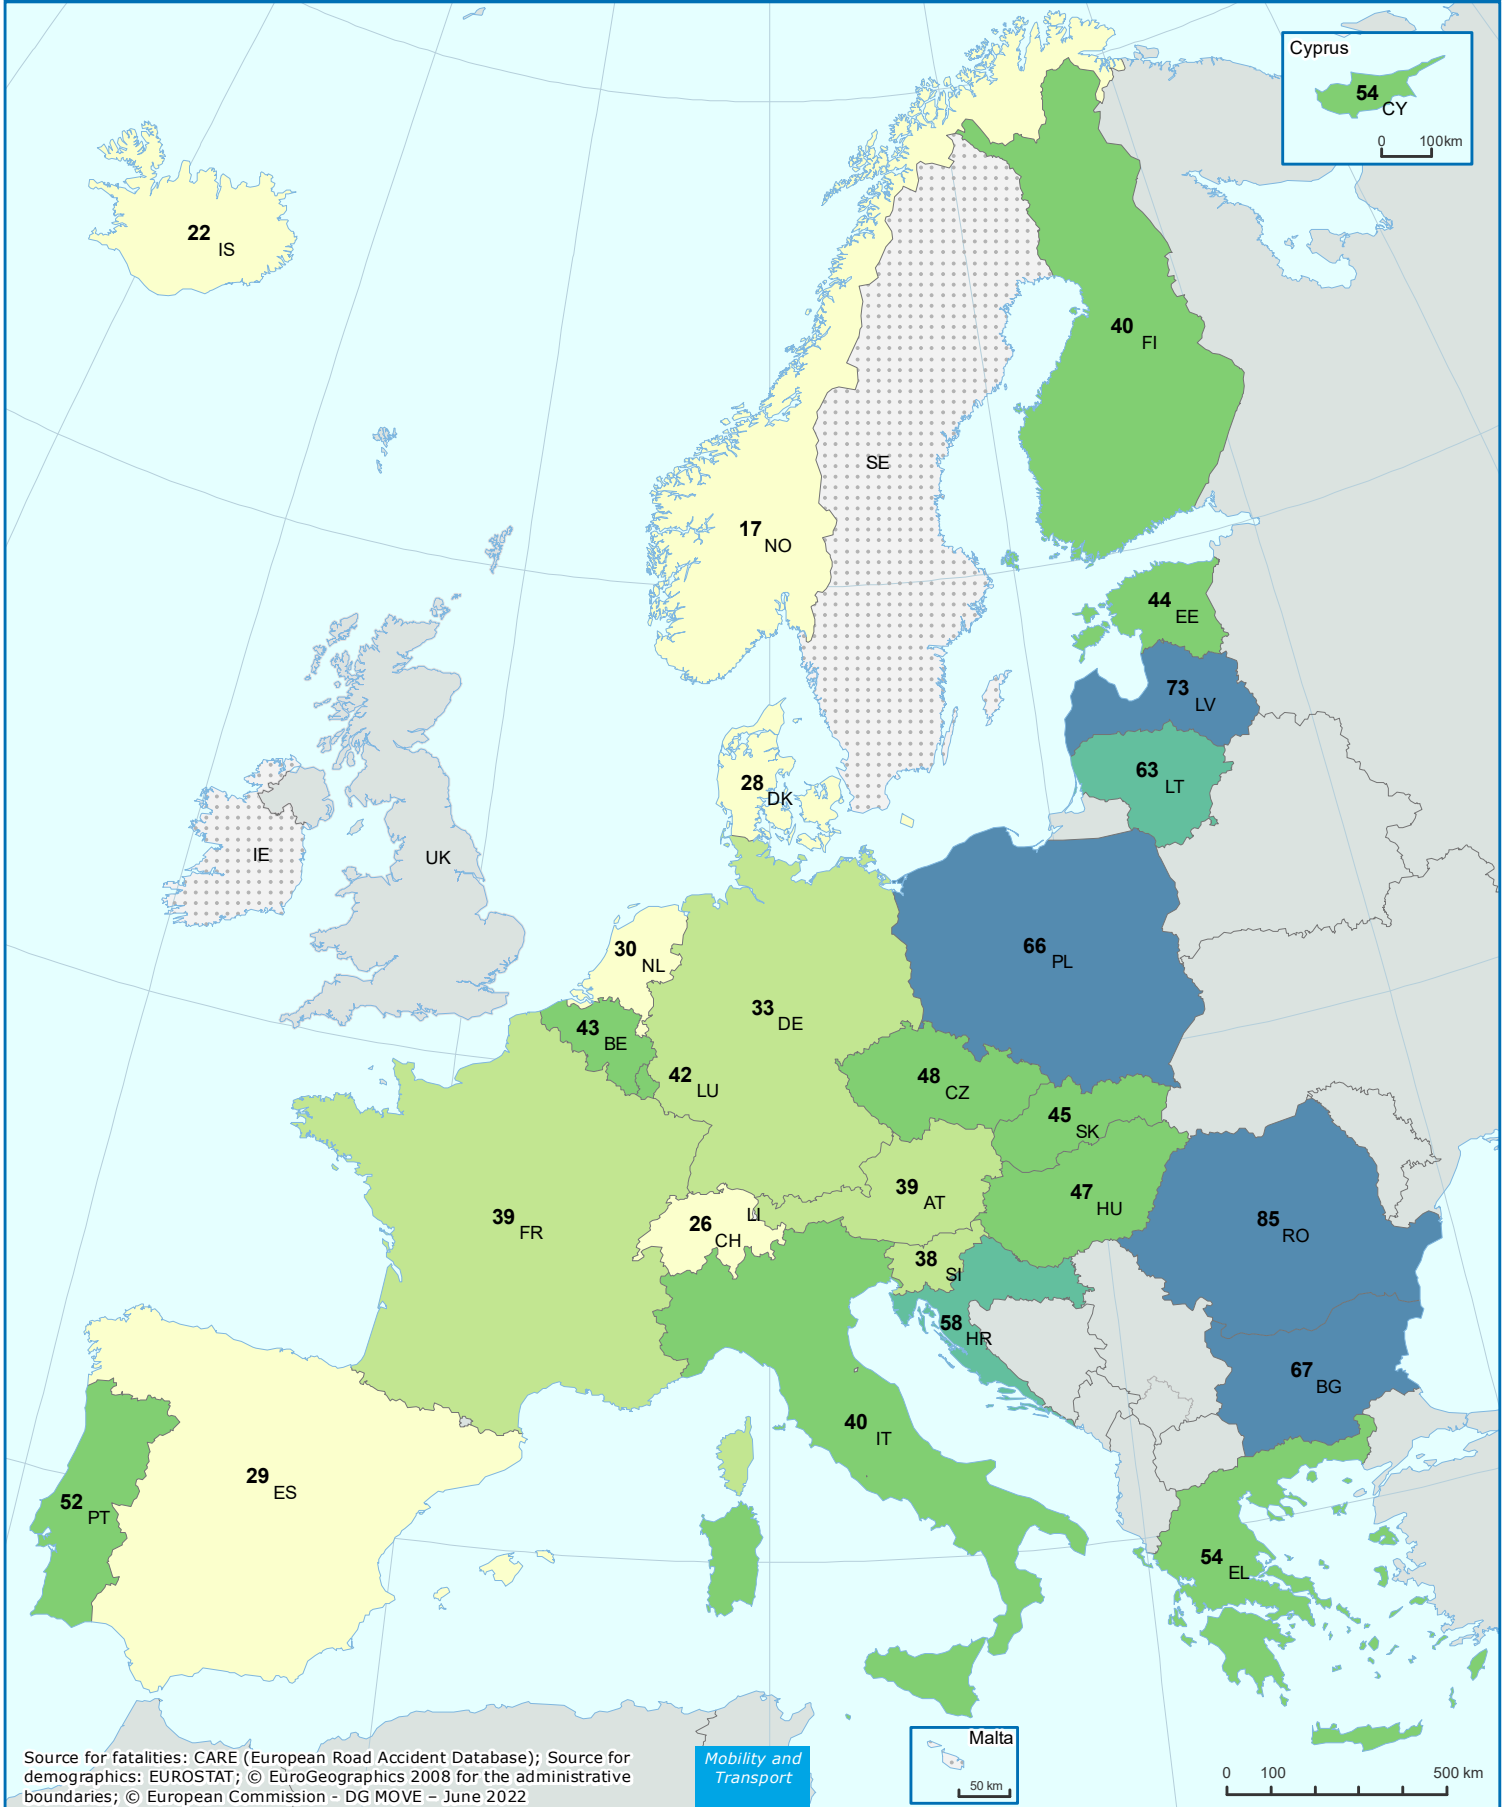 Cyprus
54
CY
0 100km
22
IS
40
FI
SE
17
NO
44
EE
73
LV
63
LT
28
DK
IE
UK
30
NL
66
PL
33
DE
43
BE
42
LU
48
CZ
45
SK
39
AT
47
HU
39
FR
26
CH
LI
85
RO
38
SI
58
HR
67
BG
40
IT
29
ES
52
PT
54
EL
Malta
50 km
0 100 500 km
Mobility and
Transport
Source for fatalities: CARE (European Road Accident Database); Source for
demographics: EUROSTAT; © EuroGeographics 2008 for the administrative
boundaries; © European Commission - DG MOVE – June 2022